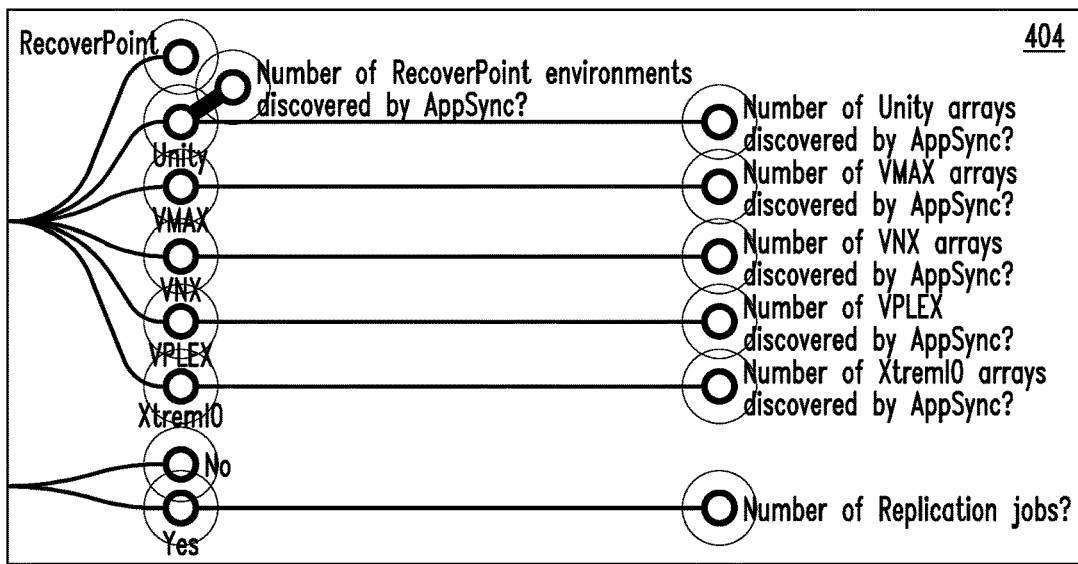 404
RecoverPoint
Number of RecoverPoint environments
discovered by AppSync?
Unity
Number of Unity arrays
discovered by AppSync?
VMAX
Number of VMAX arrays
discovered by AppSync?
VNX
Number of VNX arrays
discovered by AppSync?
VPLEX
Number of VPLEX
discovered by AppSync?
XtremIO
Number of XtremIO arrays
discovered by AppSync?
No
Yes
Number of Replication jobs?